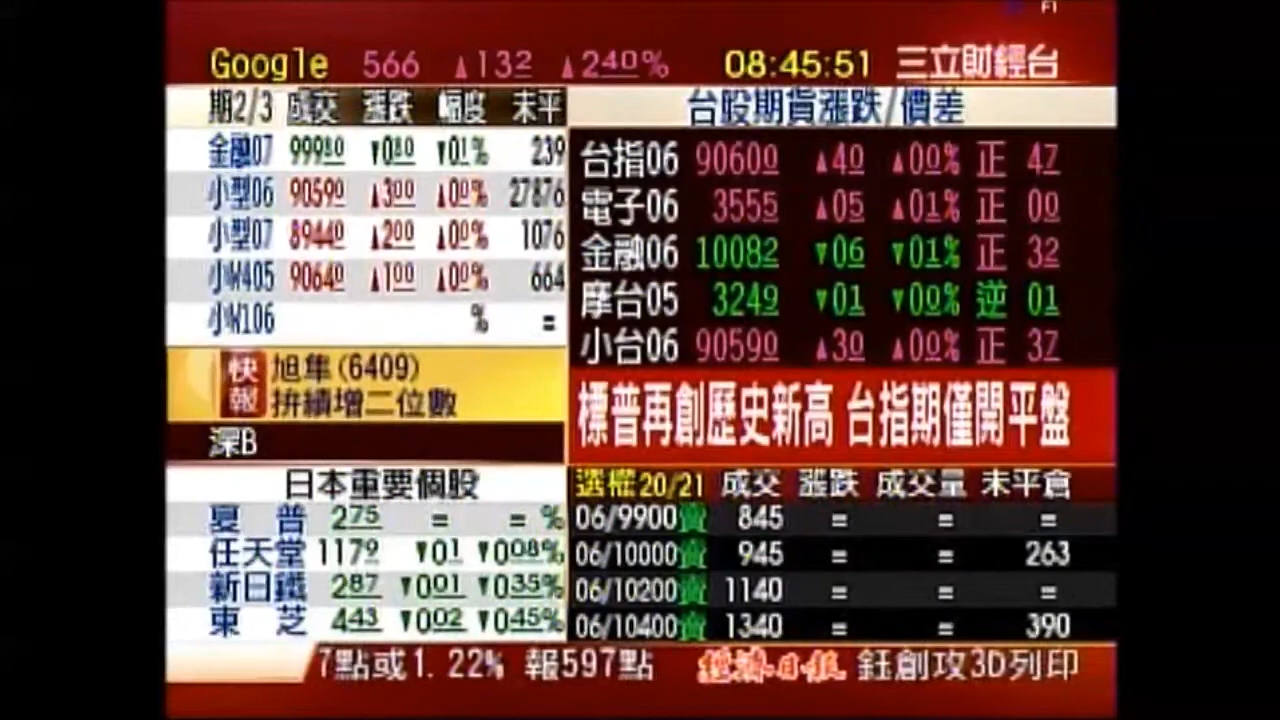 F1
Google 566 ▲132 ▲240% 08:45:51 三立財經台
期2/3 成交 漲跌 幅度 未平
金融07 99980 ▼080 ▼01% 239
小型06 90590 ▲300 ▲00% 27876
小型07 89440 ▲200 ▲00% 1076
小W405 90640 ▲100 ▲00% 664
小W106 % =
台股期貨漲跌/價差
台指06 90600 ▲40 ▲00% 正 47
電子06 3555 ▲05 ▲01% 正 00
金融06 10082 ▼06 ▼01% 正 32
摩台05 3249 ▼01 ▼00% 逆 01
小台06 90590 ▲30 ▲00% 正 37
快報 旭隼(6409)
拚續增二位數
深B
標普再創歷史新高 台指期僅開平盤
日本重要個股
夏普 275 = = %
任天堂 1179 ▼01 ▼008%
新日鐵 287 ▼001 ▼035%
東芝 443 ▼002 ▼045%
選權20/21 成交 漲跌 成交量 未平倉
06/9900賣 845 = = =
06/10000賣 945 = = 263
06/10200賣 1140 = = =
06/10400賣 1340 = = 390
7點或1.22% 報597點 經濟日報 鈺創攻3D列印